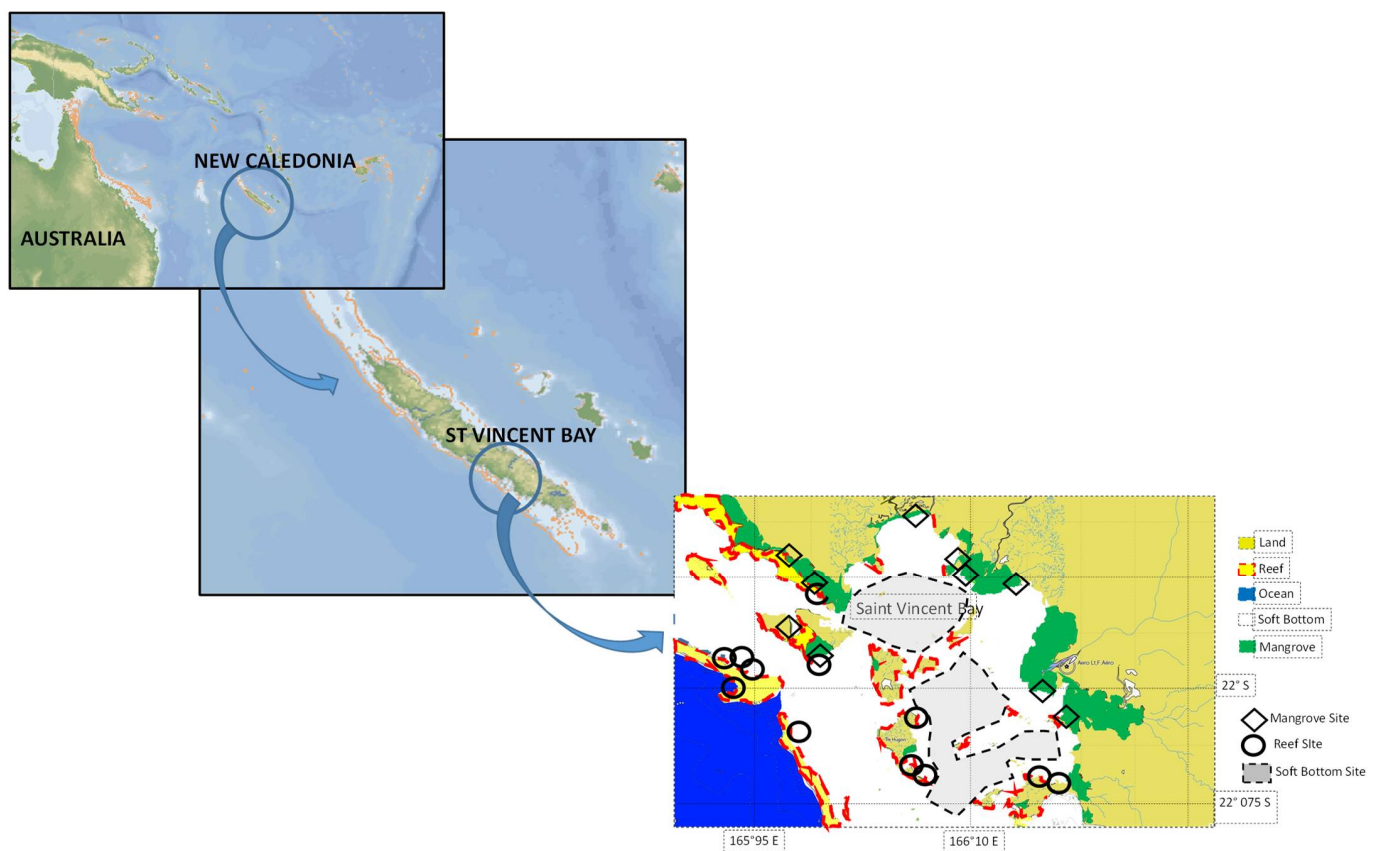 NEW CALEDONIA
AUSTRALIA
ST VINCENT BAY
Saint Vincent Bay
Land
Reef
Ocean
Soft Bottom
Mangrove
22° S
Mangrove Site
Reef SIte
Soft Bottom Site
22° 075 S
165°95 E
166°10 E